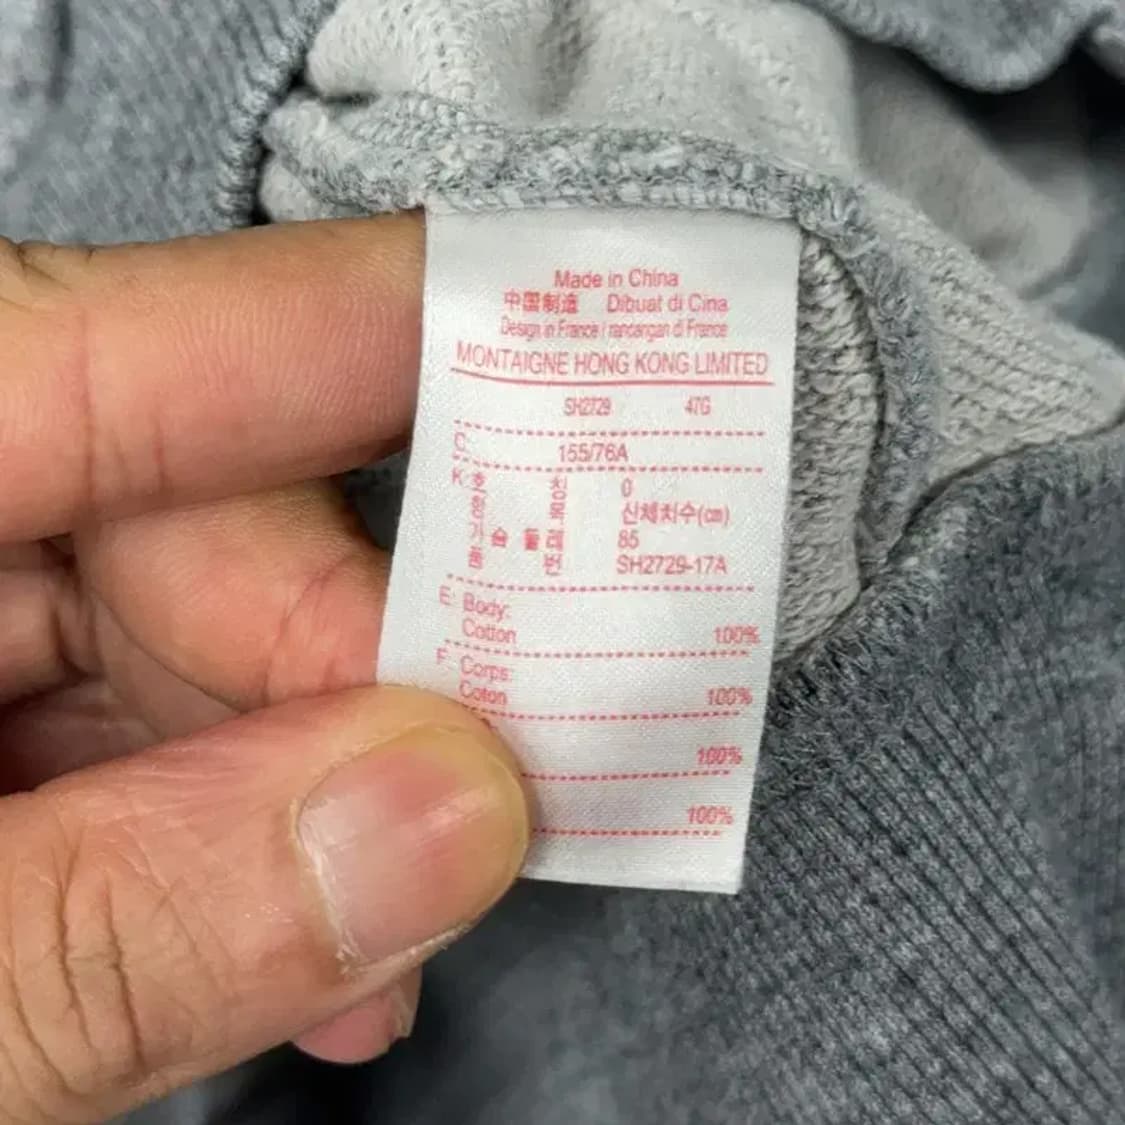 Made in China
中国制造 Dibuat di Cina
Design in France / rancangan di France
MONTAIGNE HONG KONG LIMITED
SH2729 47G
C: 155/76A
K: 호 칭 0
항 목 신체치수(㎝)
가 슴 둘 레 85
품 번 SH2729-17A
E: Body:
Cotton 100%
F: Corps:
Coton 100%
100%
100%